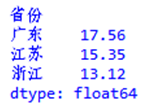 省份
广东    17.56
江苏    15.35
浙江    13.12
dtype: float64